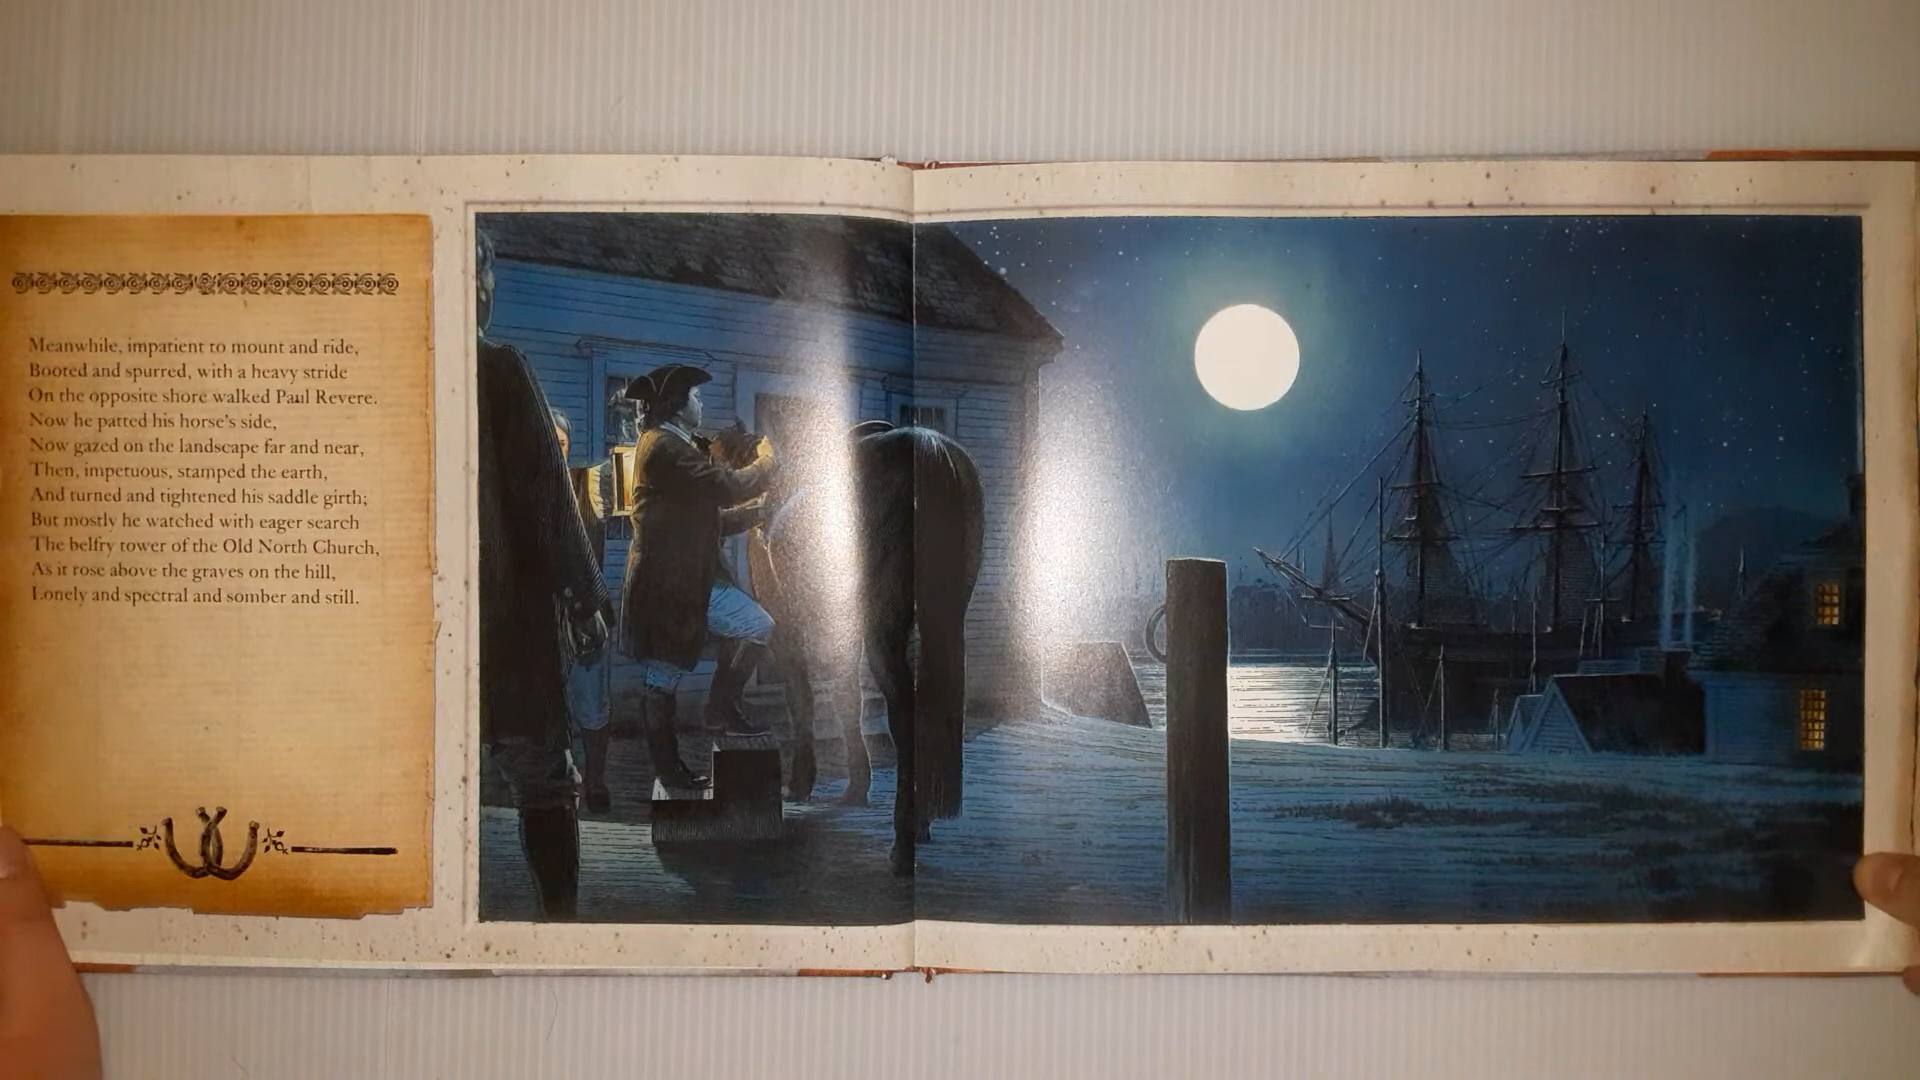 Meanwhile, impatient to mount and ride,
Booted and spurred, with a heavy stride
On the opposite shore walked Paul Revere.
Now he patted his horse's side,
Now gazed on the landscape far and near,
Then, impetuous, stamped the earth,
And turned and tightened his saddle girth;
But mostly he watched with eager search
The belfry tower of the Old North Church,
As it rose above the graves on the hill,
Lonely and spectral and somber and still.